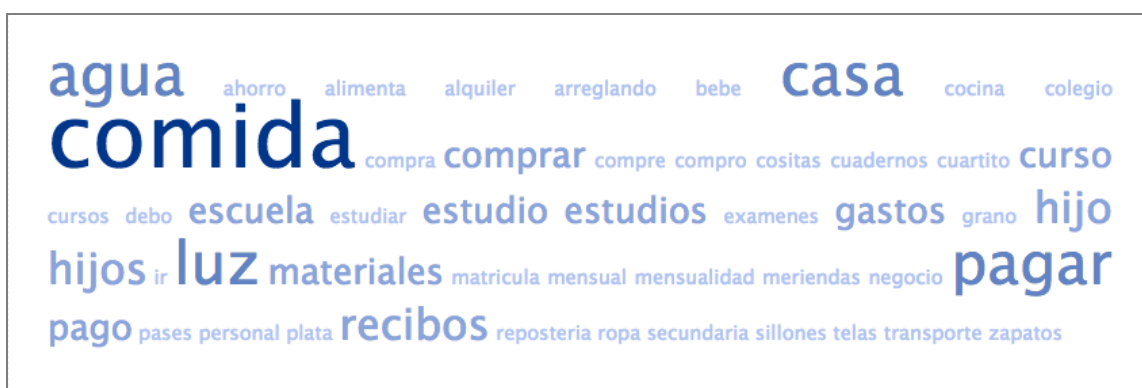 agua ahorro alimenta alquiler arreglando bebe casa cocina colegio
comida compra comprar compre compro cositas cuadernos cuartito curso
cursos debo escuela estudiar estudio estudios examenes gastos grano hijo
hijos ir luz materiales matricula mensual mensualidad meriendas negocio pagar
pago pases personal plata recibos reposteria ropa secundaria sillones telas transporte zapatos